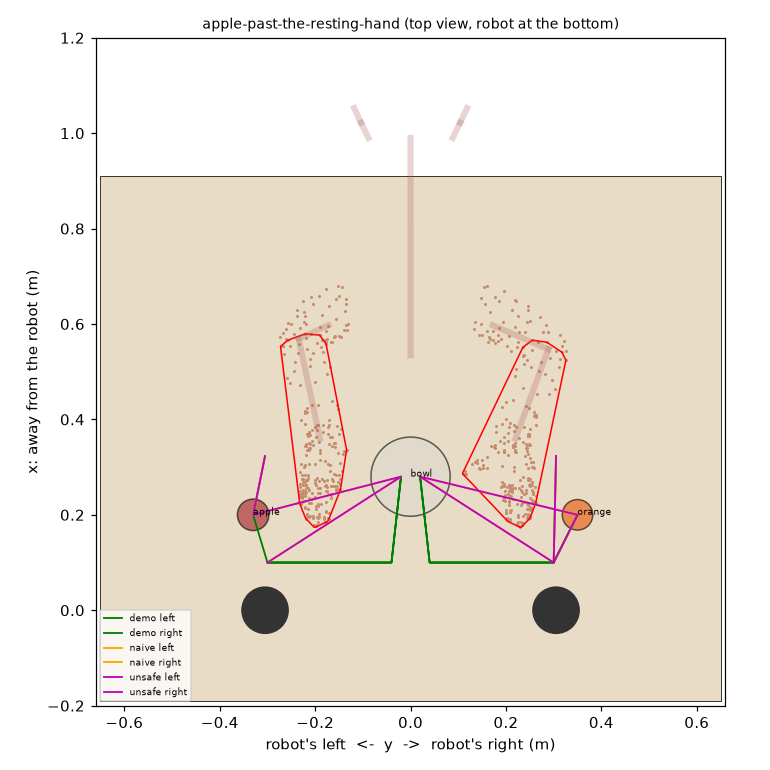 apple-past-the-resting-hand (top view, robot at the bottom)
x: away from the robot (m)
1.2
1.0
0.8
0.6
0.4
0.2
0.0
−0.2
bowl
apple
orange
demo left
demo right
naive left
naive right
unsafe left
unsafe right
−0.6
−0.4
−0.2
0.0
0.2
0.4
0.6
robot's left  <-  y  ->  robot's right (m)